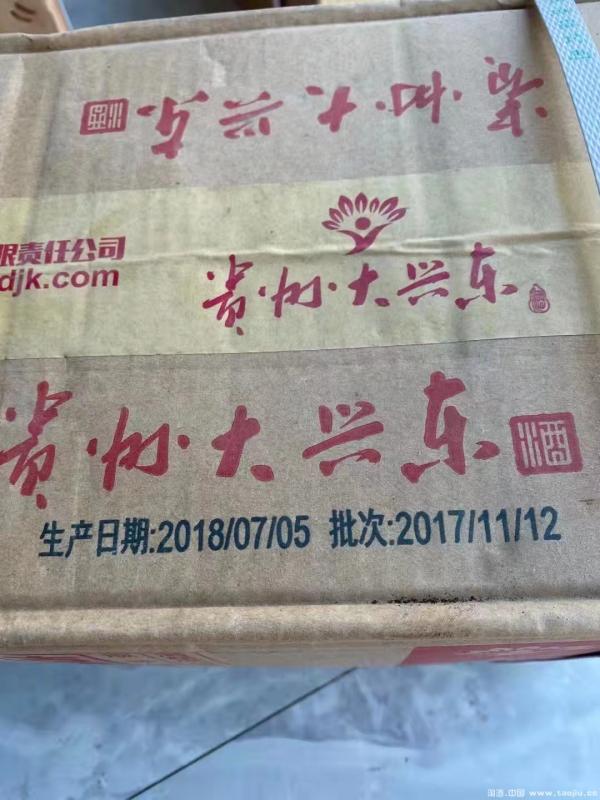 贵州大兴东 酒
限责任公司
djk.com
贵·州·大兴东
贵·州·大兴东 酒
生产日期:2018/07/05 批次:2017/11/12
淘酒.中国 www.taojiu.cn